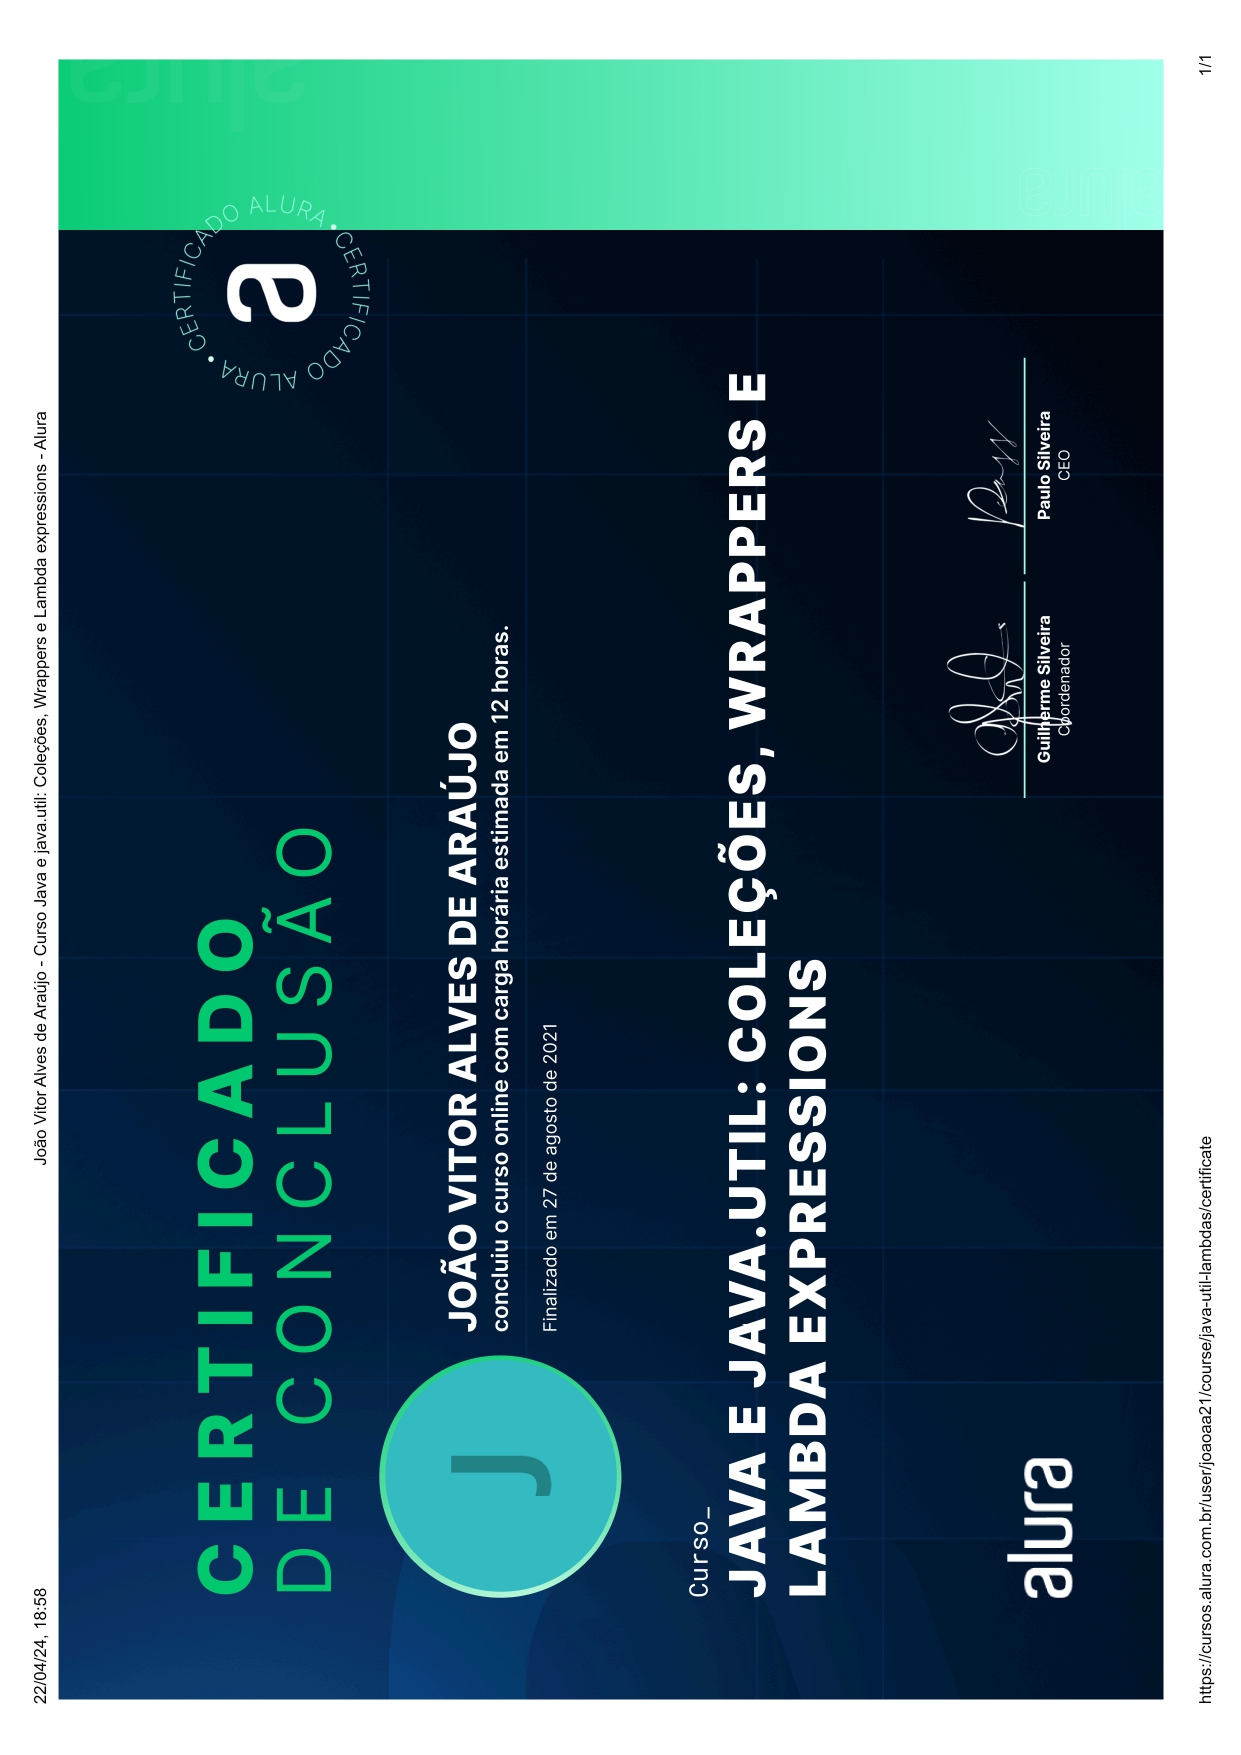 22/04/24, 18:58
João Vitor Alves de Araújo - Curso Java e java.util: Coleções, Wrappers e Lambda expressions - Alura
alura
CERTIFICADO ALURA • CERTIFICADO ALURA •
a
CERTIFICADO
DE CONCLUSÃO
J
JOÃO VITOR ALVES DE ARAÚJO
concluiu o curso online com carga horária estimada em 12 horas.
Finalizado em 27 de agosto de 2021
Curso_
JAVA E JAVA.UTIL: COLEÇÕES, WRAPPERS E
LAMBDA EXPRESSIONS
alura
alura
Guilherme Silveira
Coordenador
Paulo Silveira
CEO
https://cursos.alura.com.br/user/joaoaa21/course/java-util-lambdas/certificate
1/1